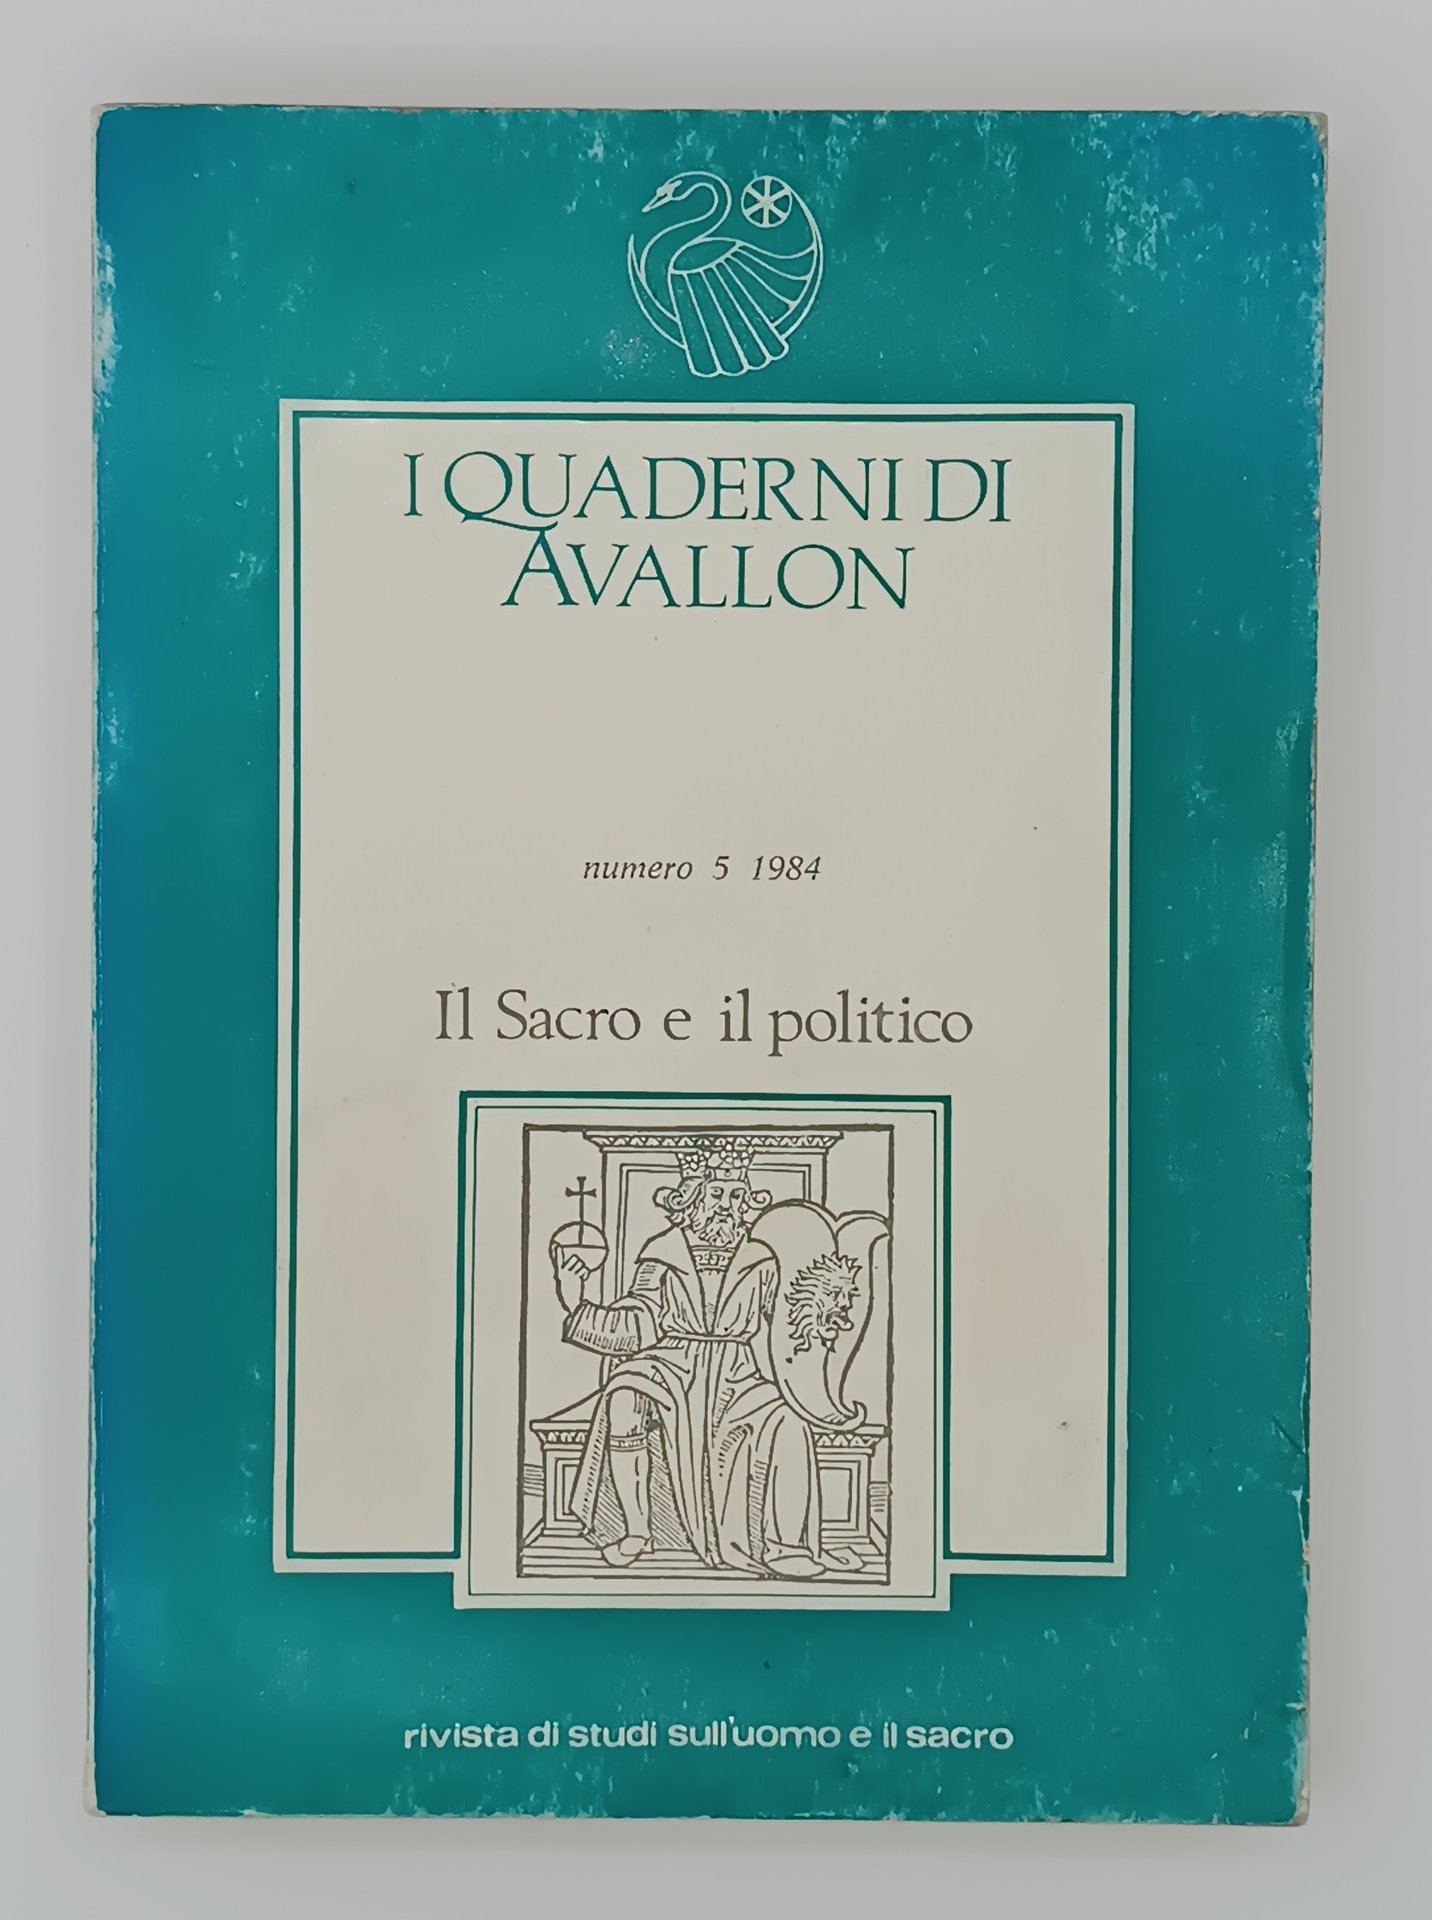 I QUADERNI DI
AVALLON
numero 5 1984
Il Sacro e il politico
rivista di studi sull'uomo e il sacro